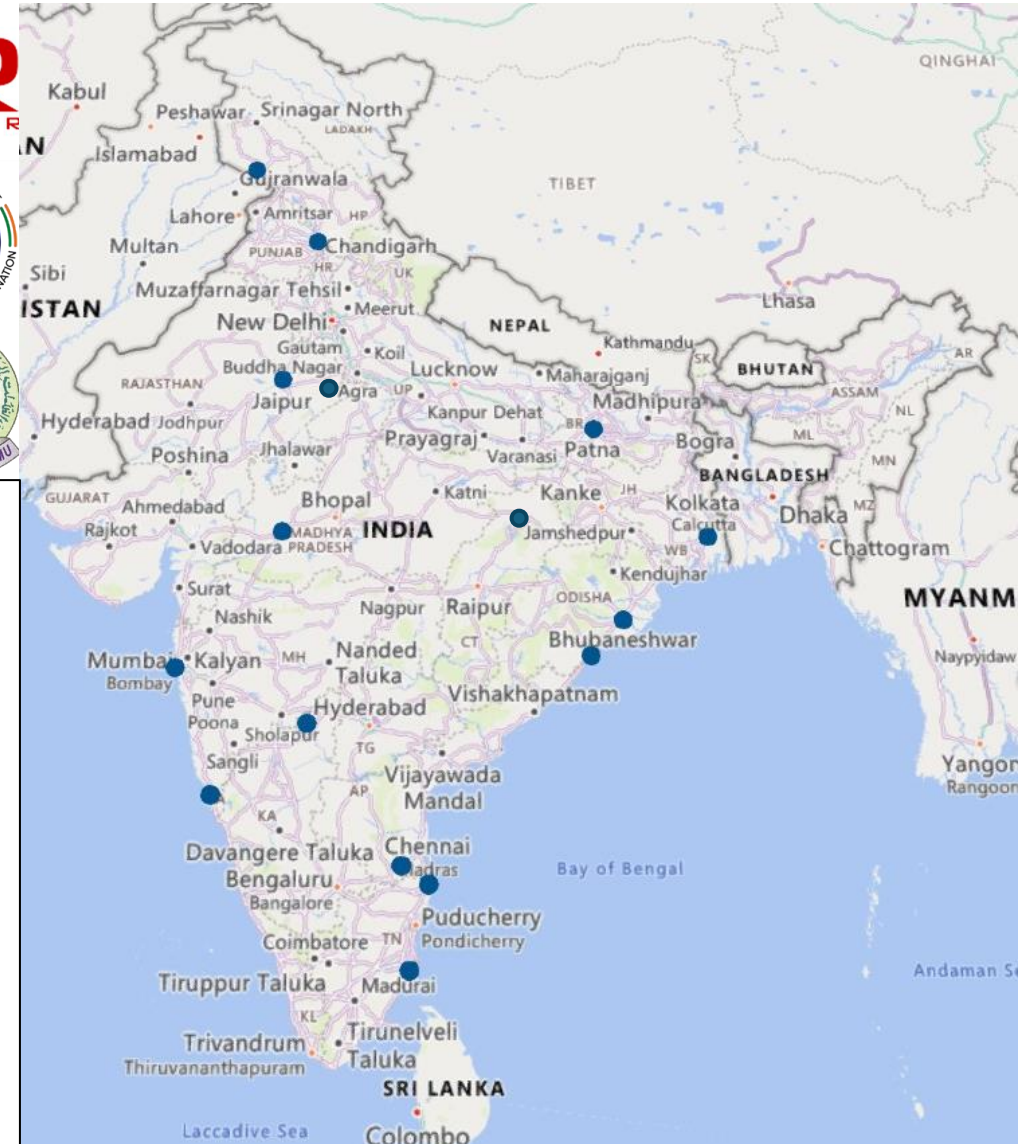 QINGHAI
Kabul
Peshawar
Srinagar North
LADAKH
R
AN
Islamabad
Gujranwala
TIBET
Lahore
Amritsar
HP
Multan
PUNJAB
Chandigarh
NATION
HR
UK
Sibi
Muzaffarnagar Tehsil
Lhasa
ISTAN
Meerut
New Delhi
NEPAL
Kathmandu
Gautam
Buddha Nagar
Koil
SK
BHUTAN
AR
RAJASTHAN
Lucknow
Maharajganj
ASSAM
Jaipur
Agra
UP
Madhipura
NL
Hyderabad
Jodhpur
Kanpur Dehat
BR
ML
Poshina
Jhalawar
Prayagraj
Varanasi
Patna
Bogra
MN
BANGLADESH
GUJARAT
Ahmedabad
Bhopal
Katni
Kanke
JH
Kolkata
Calcutta
Dhaka
MZ
Rajkot
MADHYA
PRADESH
INDIA
Jamshedpur
Vadodara
WB
Chattogram
Surat
Kendujhar
Nagpur
Raipur
ODISHA
MYANM
Nashik
CT
Bhubaneshwar
Mumbai
Bombay
Kalyan
MH
Nanded
Taluka
Naypyidaw
Pune
Poona
Vishakhapatnam
Hyderabad
Sholapur
TG
Sangli
Vijayawada
Mandal
Yangon
Rangoon
AP
KA
Davangere Taluka
Chennai
Madras
Bay of Bengal
Bengaluru
Bangalore
Puducherry
Pondicherry
Coimbatore
TN
Tiruppur Taluka
Madurai
Andaman Se
KL
Trivandrum
Thiruvananthapuram
Tirunelveli
Taluka
SRI LANKA
Laccadive Sea
Colombo